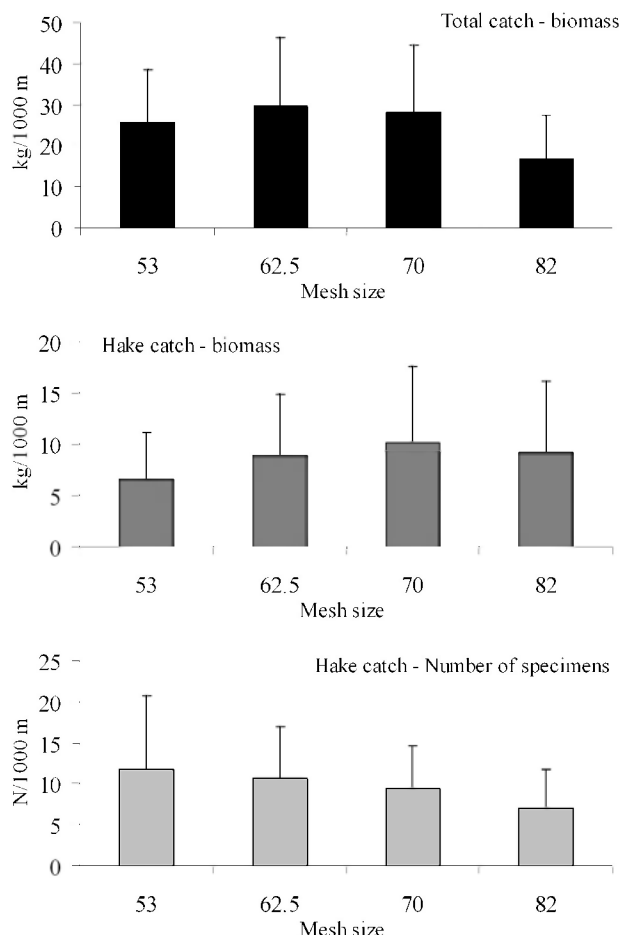 Total catch - biomass
50
40
30
20
10
0
kg/1000 m
53 62.5 70 82
Mesh size
Hake catch - biomass
20
15
10
5
0
kg/1000 m
53 62.5 70 82
Mesh size
Hake catch - Number of specimens
25
20
15
10
5
0
N/1000 m
53 62.5 70 82
Mesh size